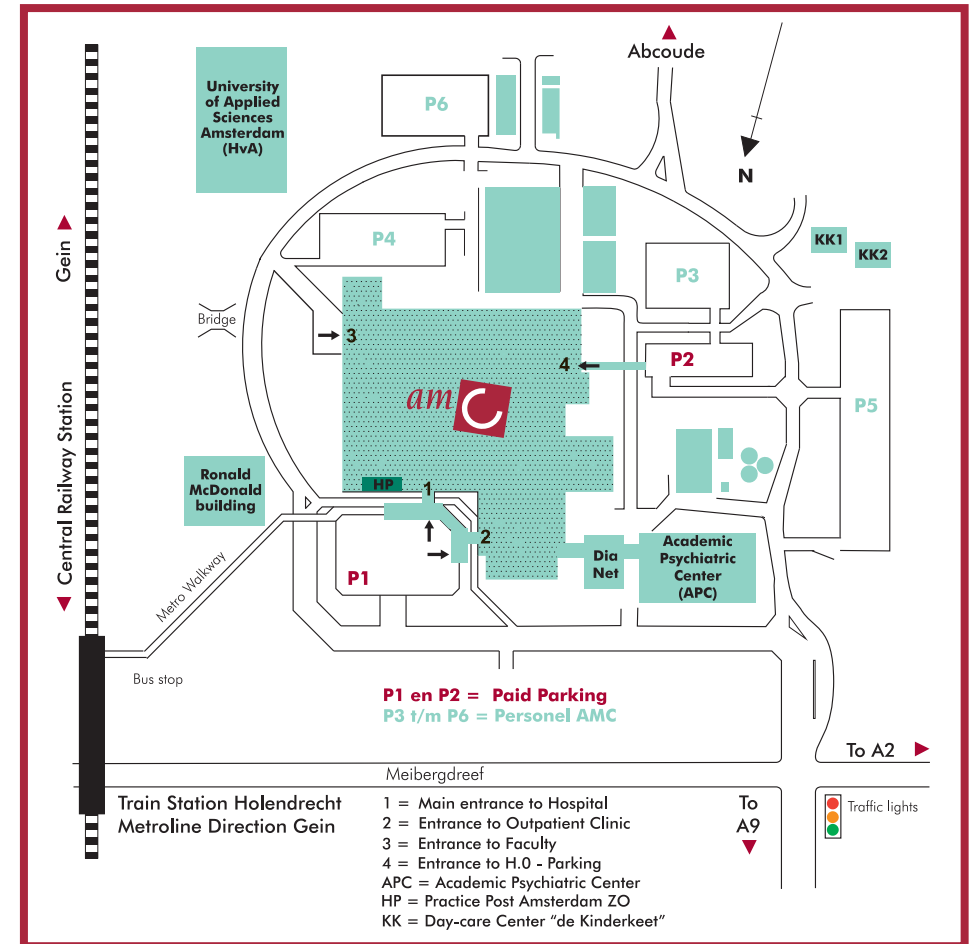 Abcoude
University
of Applied
Sciences
Amsterdam
(HvA)
P6
N
P4
KK1
KK2
P3
Gein
Bridge
3
4
P2
amc
P5
Central Railway Station
Ronald
McDonald
building
HP
1
2
Metro Walkway
P1
Dia
Net
Academic
Psychiatric
Center
(APC)
Bus stop
P1 en P2 = Paid Parking
P3 t/m P6 = Personel AMC
To A2
Meibergdreef
Train Station Holendrecht
Metroline Direction Gein
1 = Main entrance to Hospital
2 = Entrance to Outpatient Clinic
3 = Entrance to Faculty
4 = Entrance to H.0 - Parking
APC = Academic Psychiatric Center
HP = Practice Post Amsterdam ZO
KK = Day-care Center “de Kinderkeet”
To
A9
Traffic lights